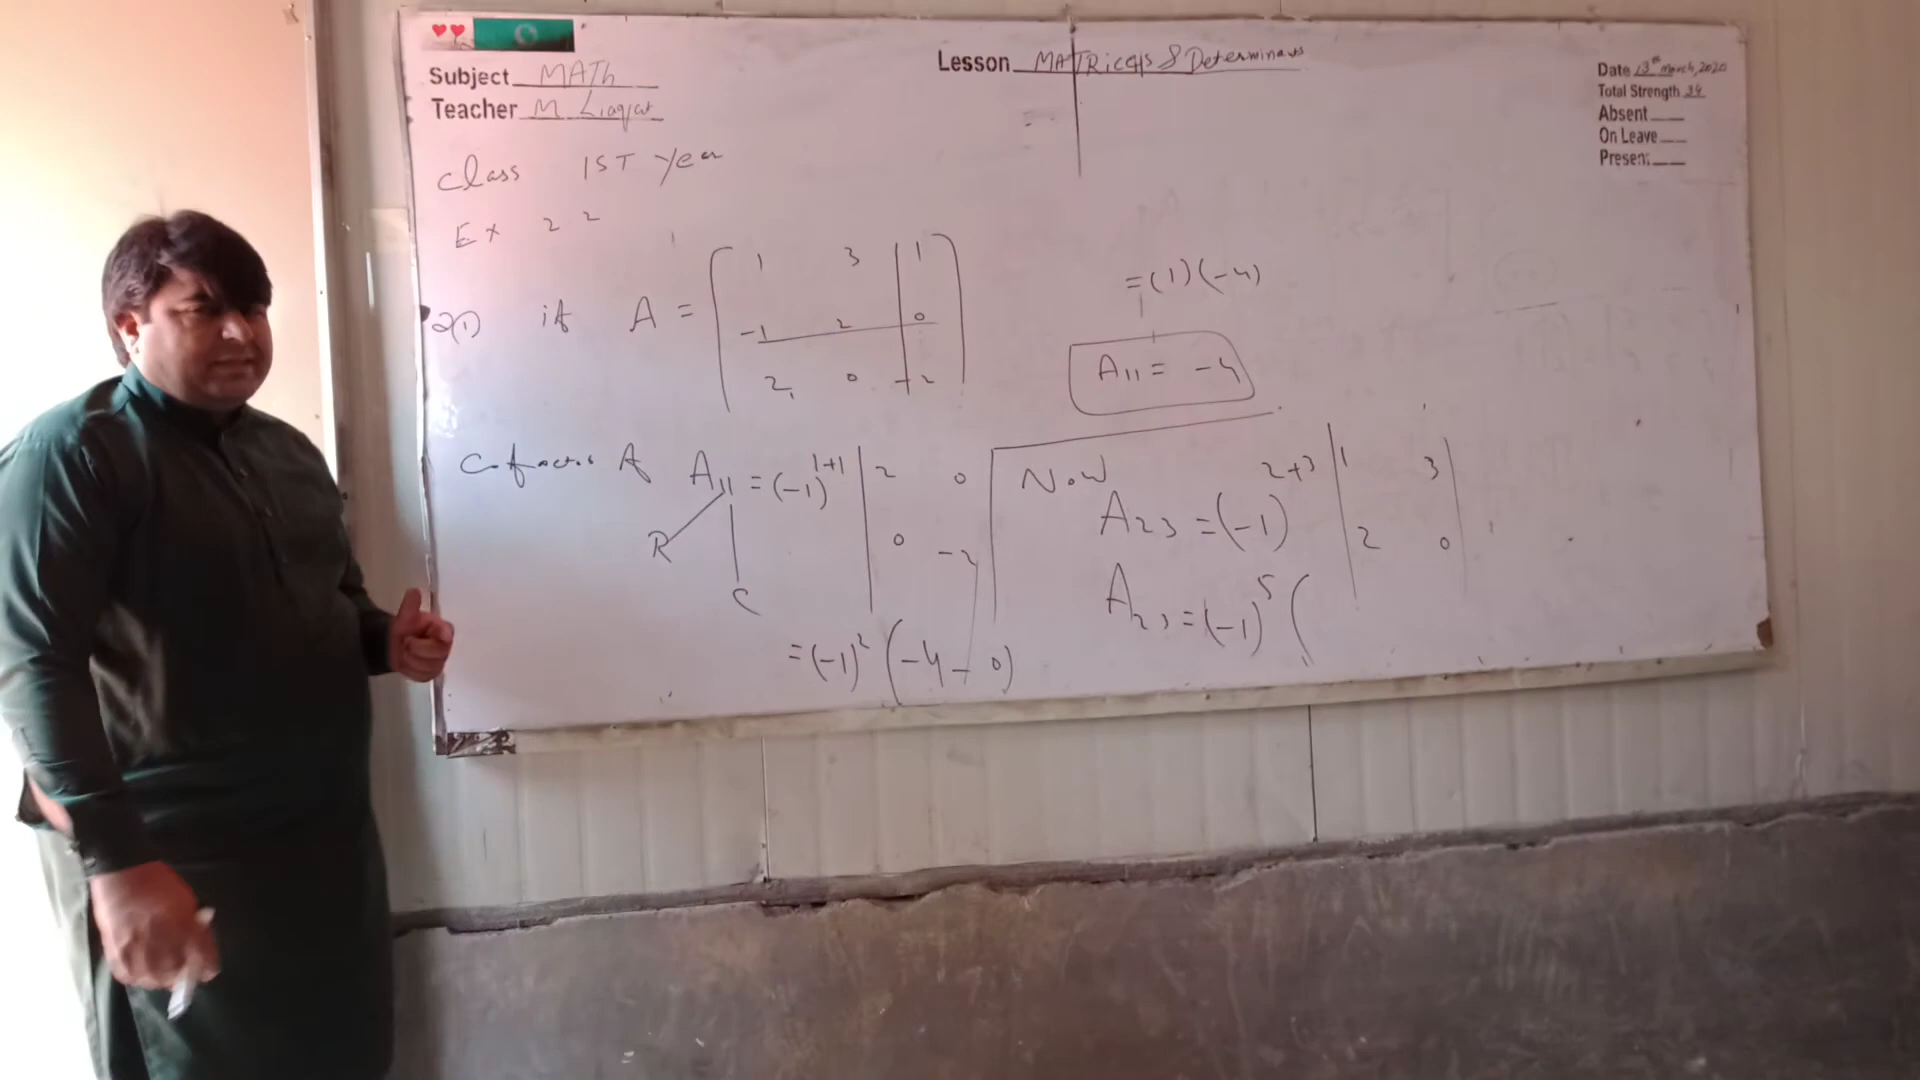 Subject MATh
Teacher M Liaqat
Lesson MATRices & Determinants
Date 13th March, 2020
Total Strength 34
Absent
On Leave
Present
Class 1ST Year
Ex 2 2
2(1) if A =
1 3 1
-1 2 0
2 0 -2
Cofactor of A11 = (-1)^1+1 | 2 0
0 -2 |
R
C
= (-1)^2 (-4 - 0)
= (1) (-4)
A11 = -4
Now
A23 = (-1)^2+3 | 1 3
2 0 |
A23 = (-1)^5 (